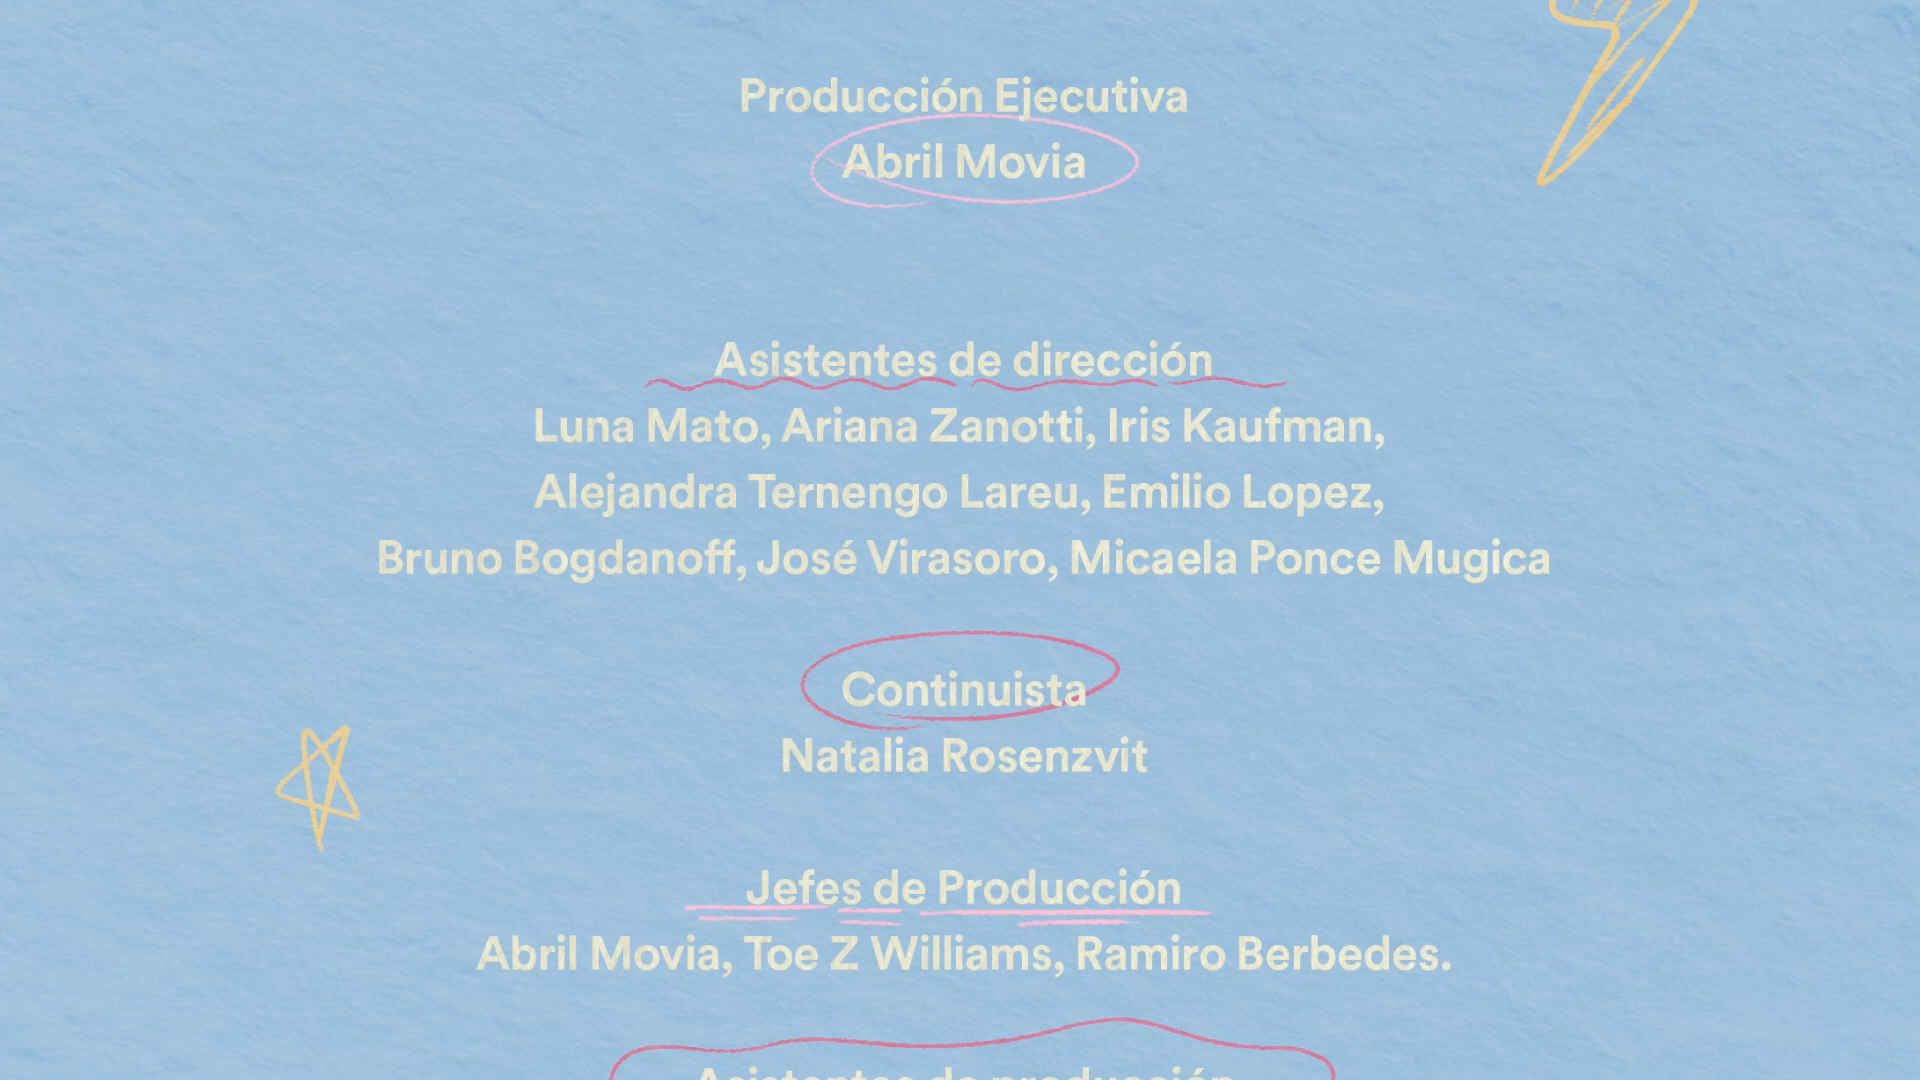 Producción Ejecutiva
Abril Movia
Asistentes de dirección
Luna Mato, Ariana Zanotti, Iris Kaufman,
Alejandra Ternengo Lareu, Emilio Lopez,
Bruno Bogdanoff, José Virasoro, Micaela Ponce Mugica
Continuista
Natalia Rosenzvit
Jefes de Producción
Abril Movia, Toe Z Williams, Ramiro Berbedes.
Asistentes de producción